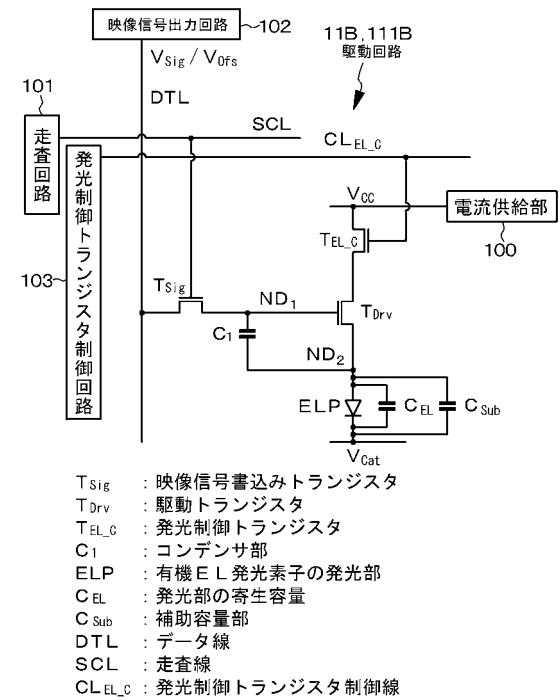 映像信号出力回路
102
11B,111B
駆動回路
VSig / VOfs
101
DTL
SCL
CLEL_C
走査回路
発光制御トランジスタ制御回路
103
VCC
電流供給部
100
TEL_C
TSig
ND1
TDrv
C1
ND2
ELP
CEL
CSub
VCat
TSig : 映像信号書込みトランジスタ
TDrv : 駆動トランジスタ
TEL_C : 発光制御トランジスタ
C1 : コンデンサ部
ELP : 有機EL発光素子の発光部
CEL : 発光部の寄生容量
CSub : 補助容量部
DTL : データ線
SCL : 走査線
CLEL_C : 発光制御トランジスタ制御線